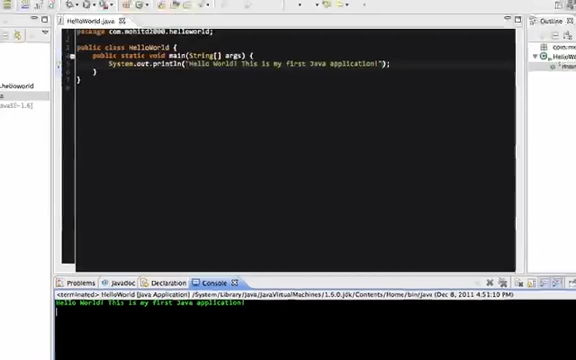 HelloWorld.java
Outline
package com.mohitd2000.helloworld;
public class HelloWorld {
public static void main(String[] args) {
System.out.println("Hello World! This is my first Java application!");
}
}
helloworld
Problems Javadoc Declaration Console
<terminated> HelloWorld [Java Application] /System/Library/Java/JavaVirtualMachines/1.6.0.jdk/Contents/Home/bin/java (Dec 8, 2011 4:51:10 PM)
Hello World! This is my first Java application!